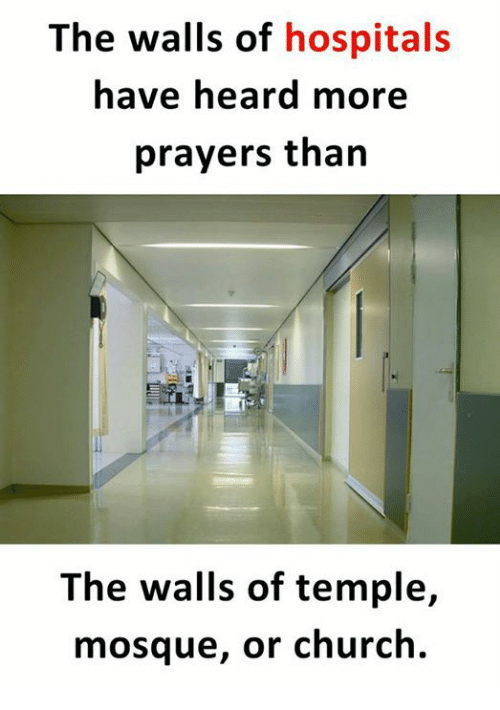 The walls of hospitals
have heard more
prayers than
The walls of temple,
mosque, or church.